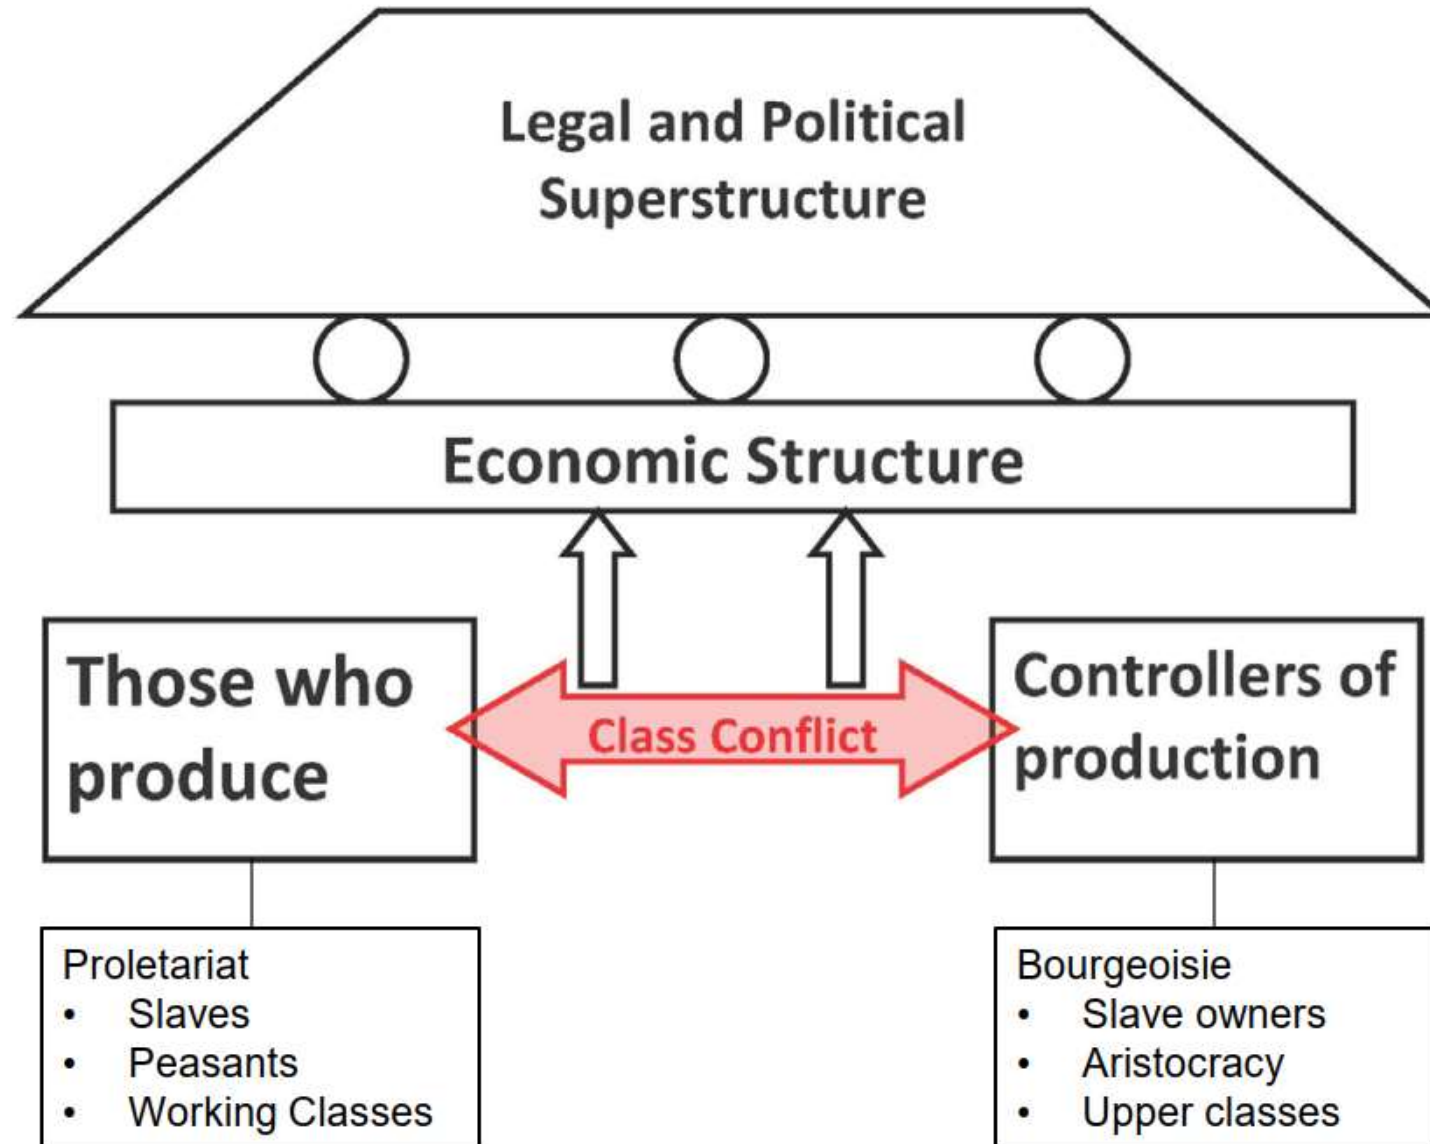 Legal and Political
Superstructure
Economic Structure
Those who
produce
Class Conflict
Controllers of
production
Proletariat
• Slaves
• Peasants
• Working Classes
Bourgeoisie
• Slave owners
• Aristocracy
• Upper classes